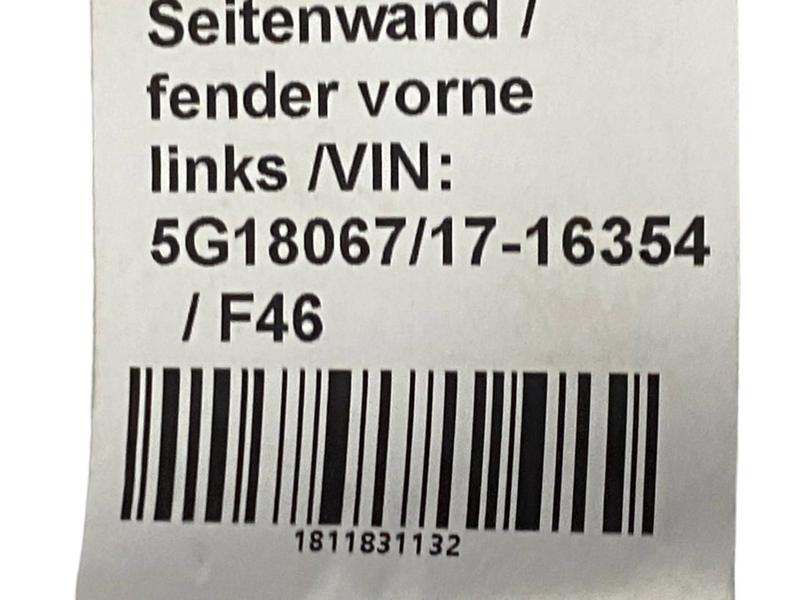 Seitenwand /
fender vorne
links /VIN:
5G18067/17-16354
/ F46
1811831132